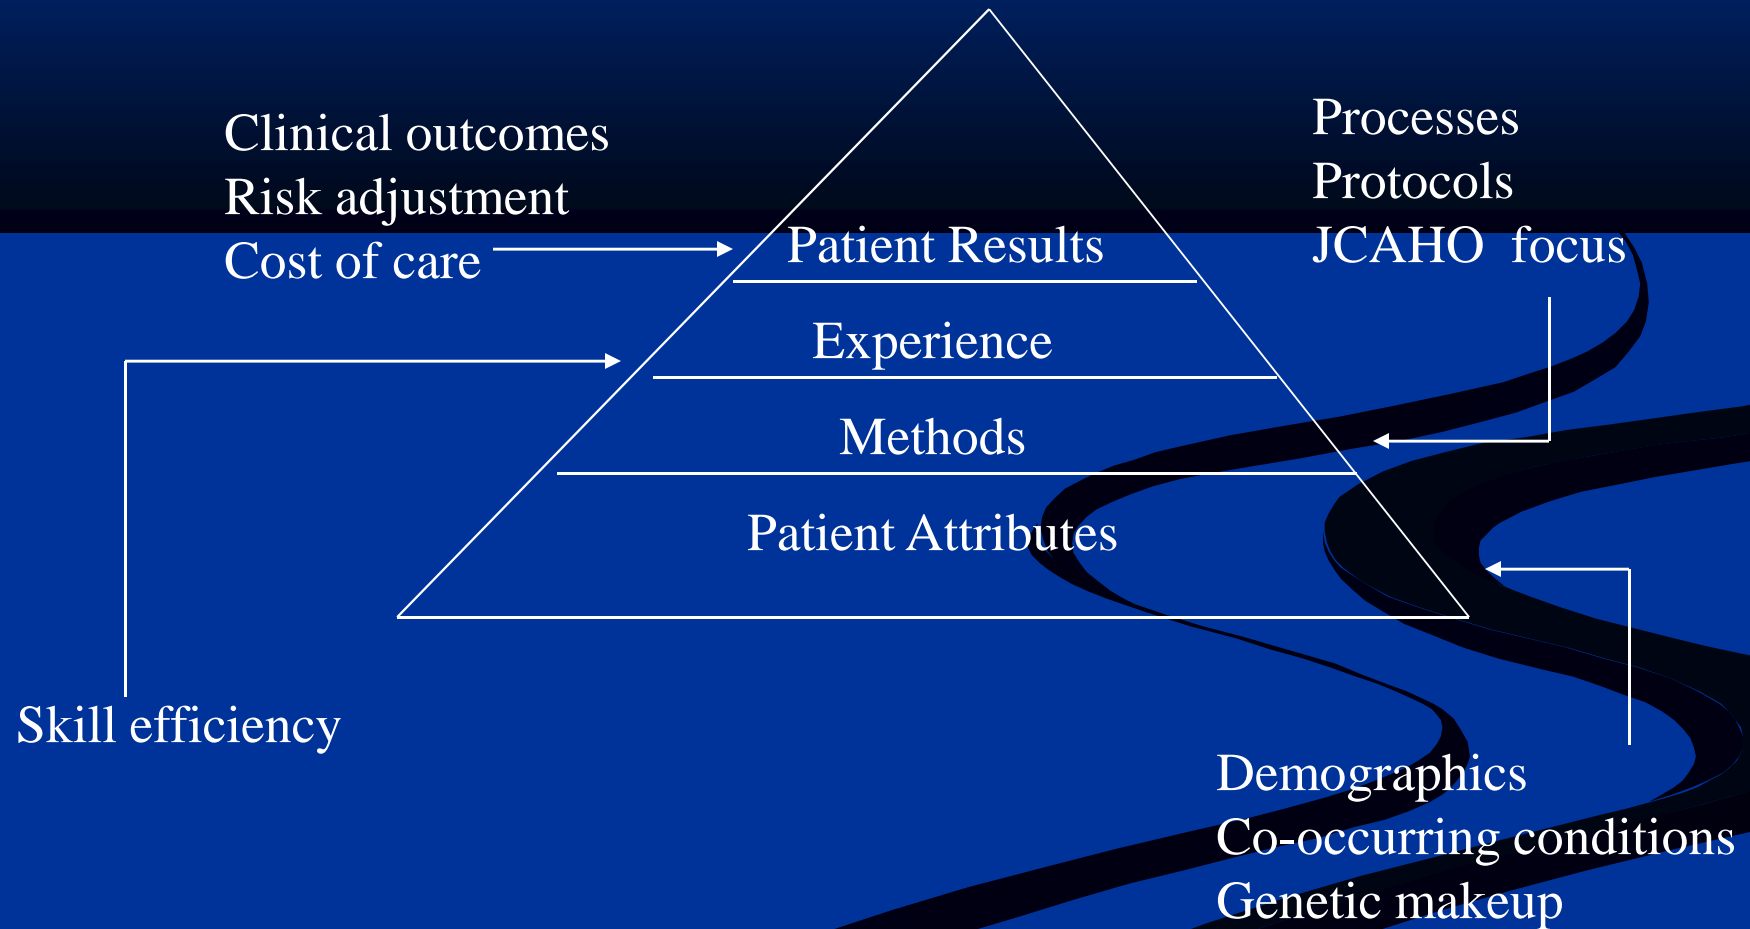 Clinical outcomes
Risk adjustment
Cost of care
Processes
Protocols
JCAHO  focus
Patient Results
Experience
Methods
Patient Attributes
Skill efficiency
Demographics
Co-occurring conditions
Genetic makeup